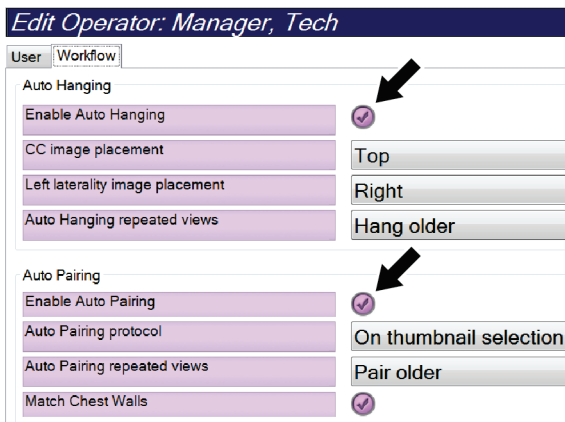 Edit Operator: Manager, Tech
User Workflow
Auto Hanging
Enable Auto Hanging
CC image placement Top
Left laterality image placement Right
Auto Hanging repeated views Hang older
Auto Pairing
Enable Auto Pairing
Auto Pairing protocol On thumbnail selection
Auto Pairing repeated views Pair older
Match Chest Walls